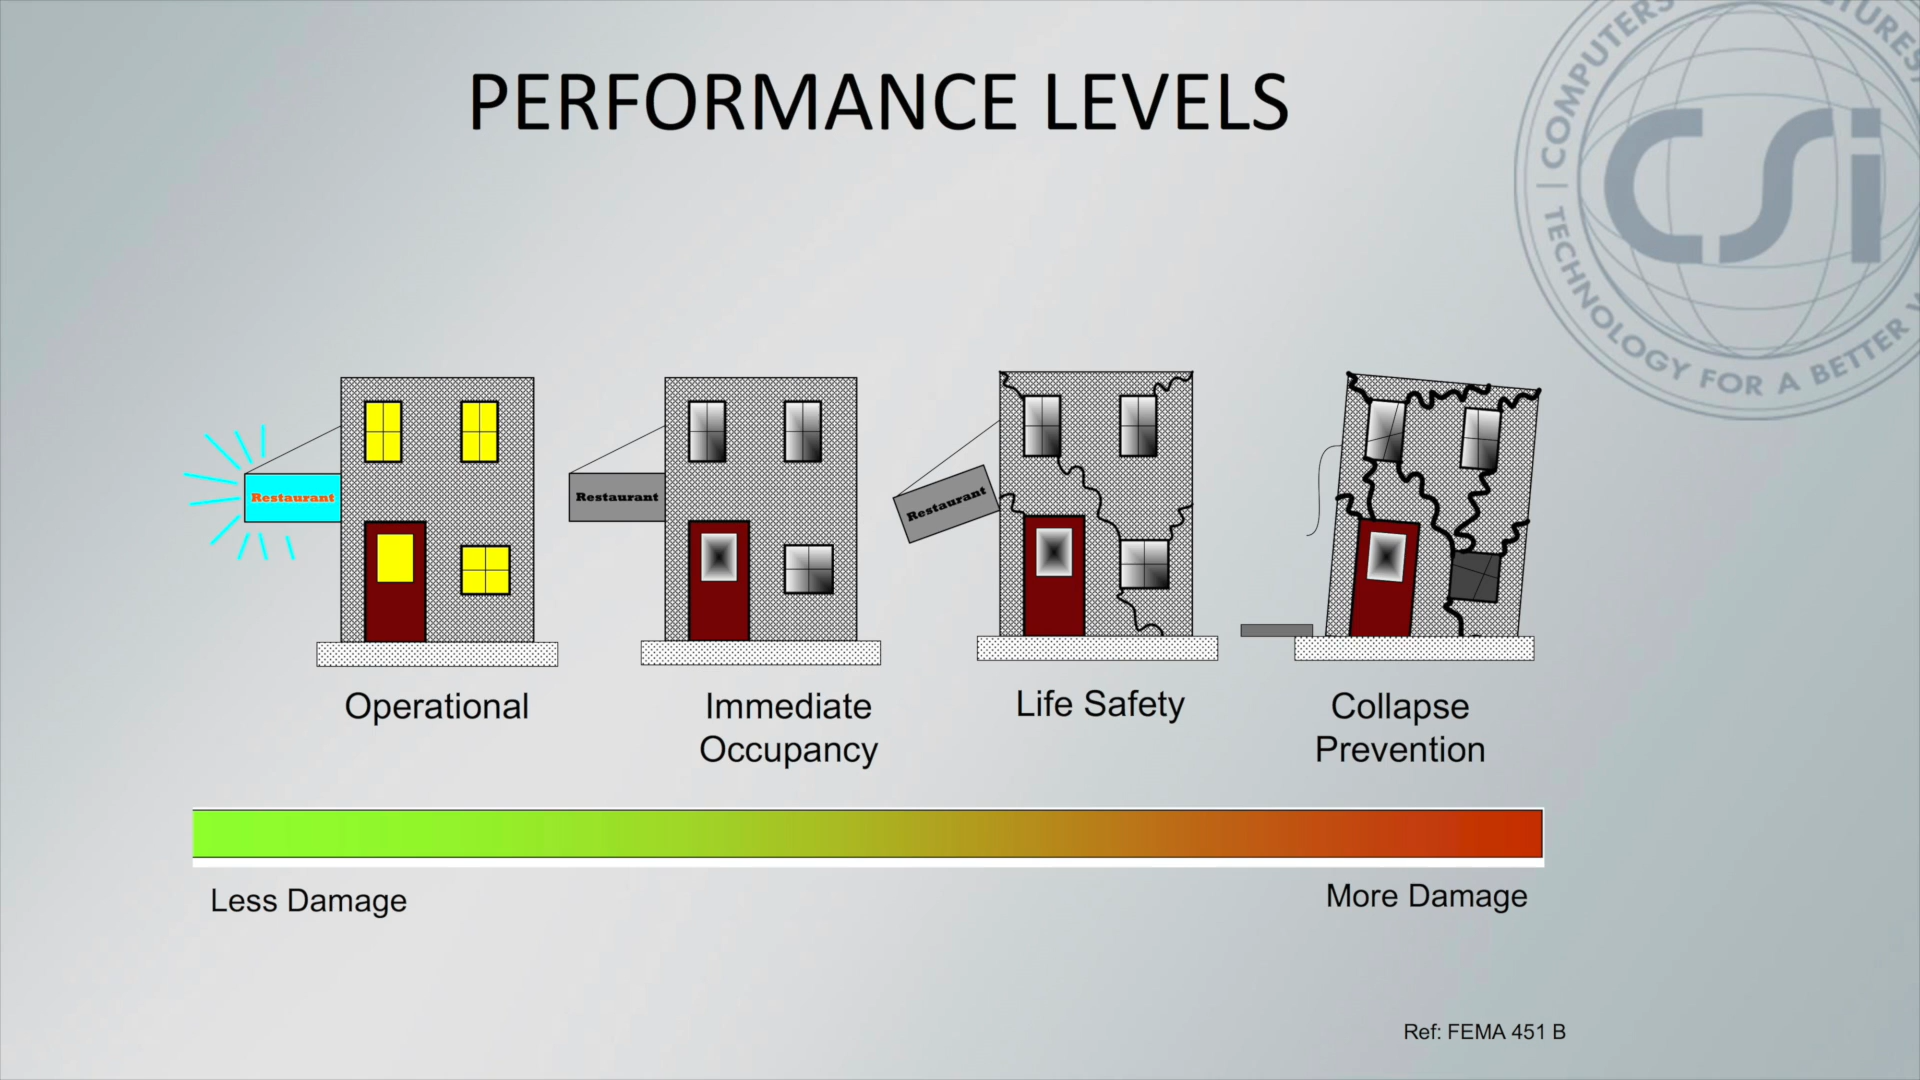 PERFORMANCE LEVELS
COMPUTERS
TECHNOLOGY FOR A BETTER
CSi
Restaurant
Restaurant
Restaurant
Operational
Immediate
Occupancy
Life Safety
Collapse
Prevention
Less Damage
More Damage
Ref: FEMA 451 B